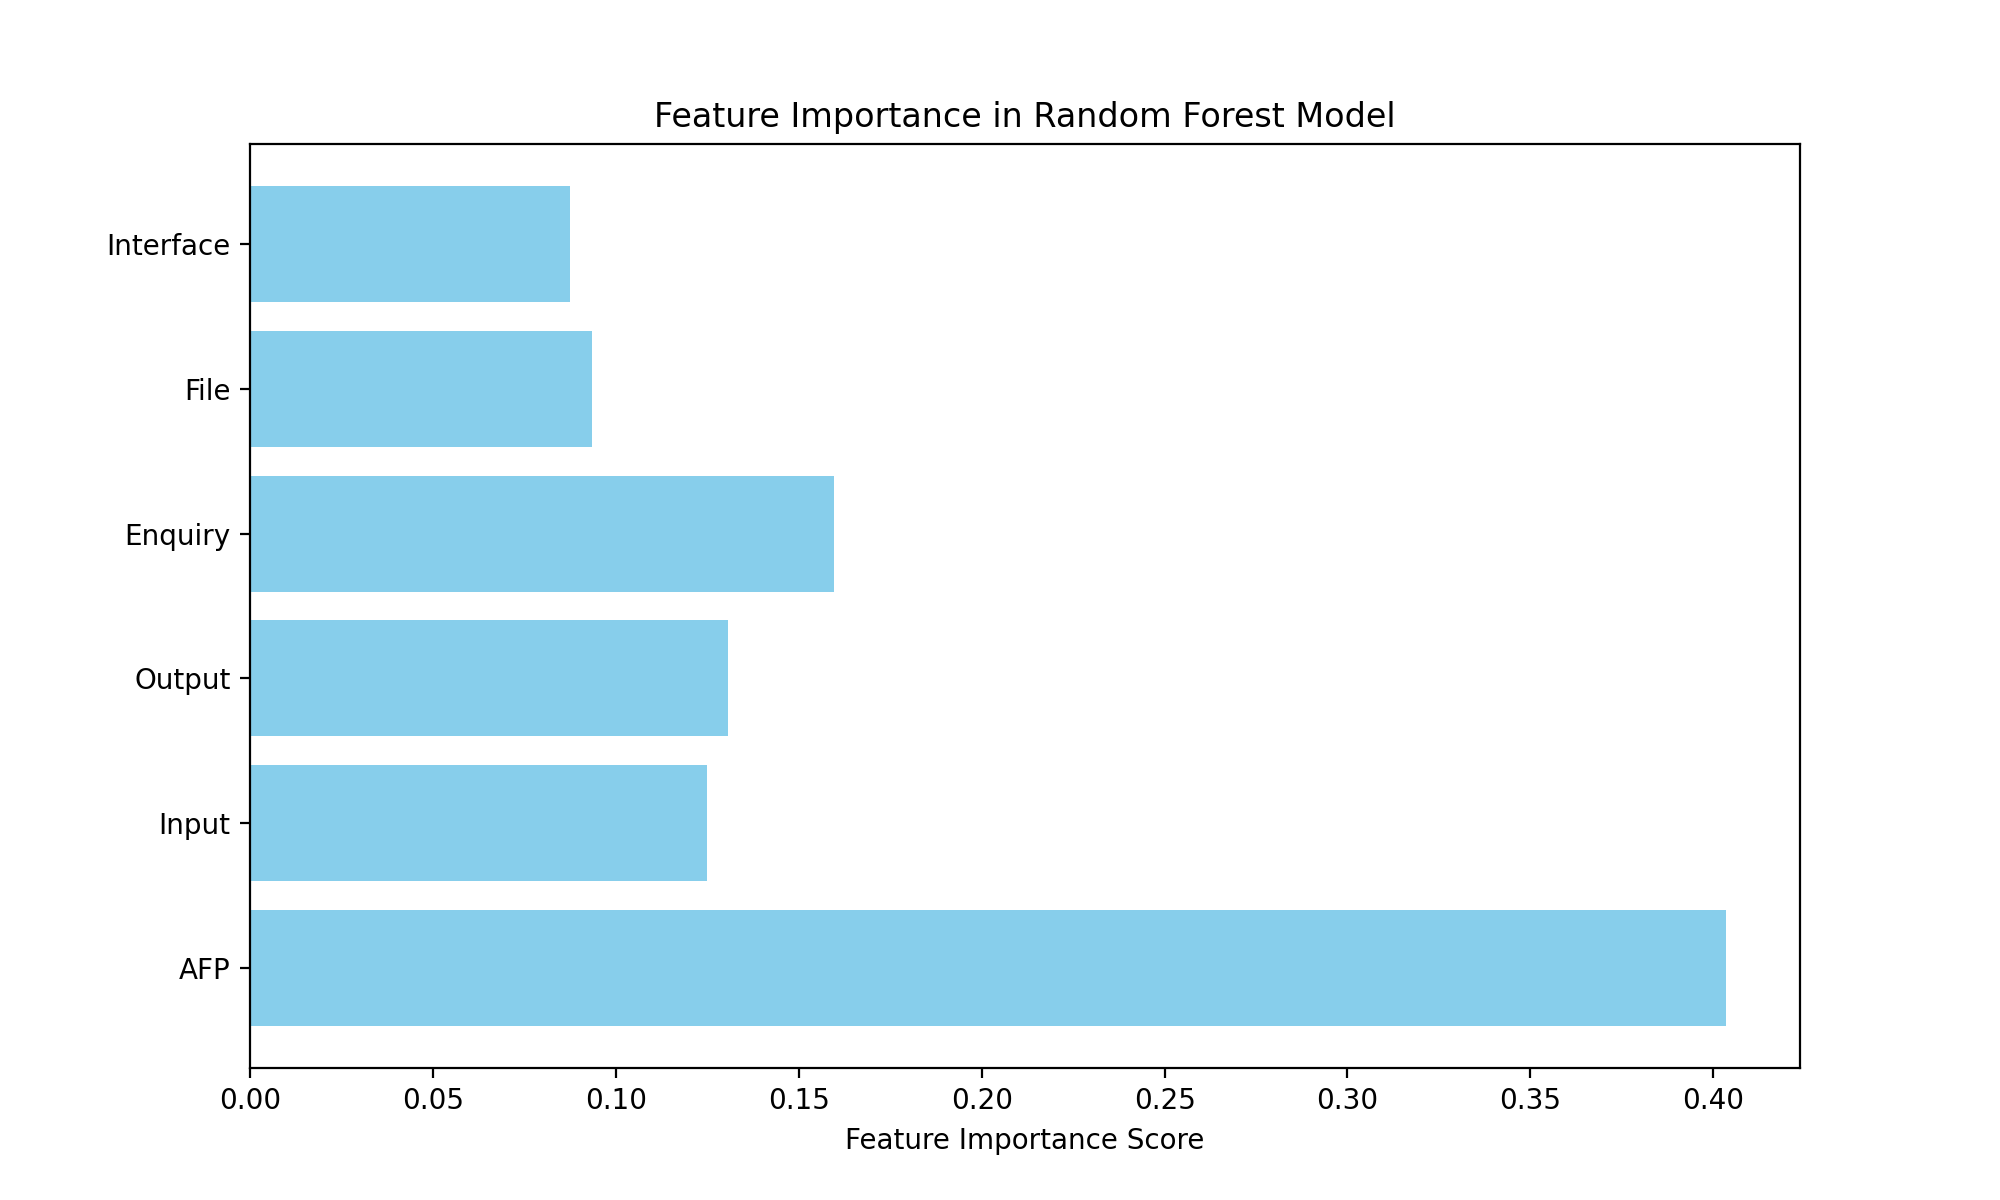 Feature Importance in Random Forest Model
Interface
File
Enquiry
Output
Input
AFP
0.00 0.05 0.10 0.15 0.20 0.25 0.30 0.35 0.40
Feature Importance Score